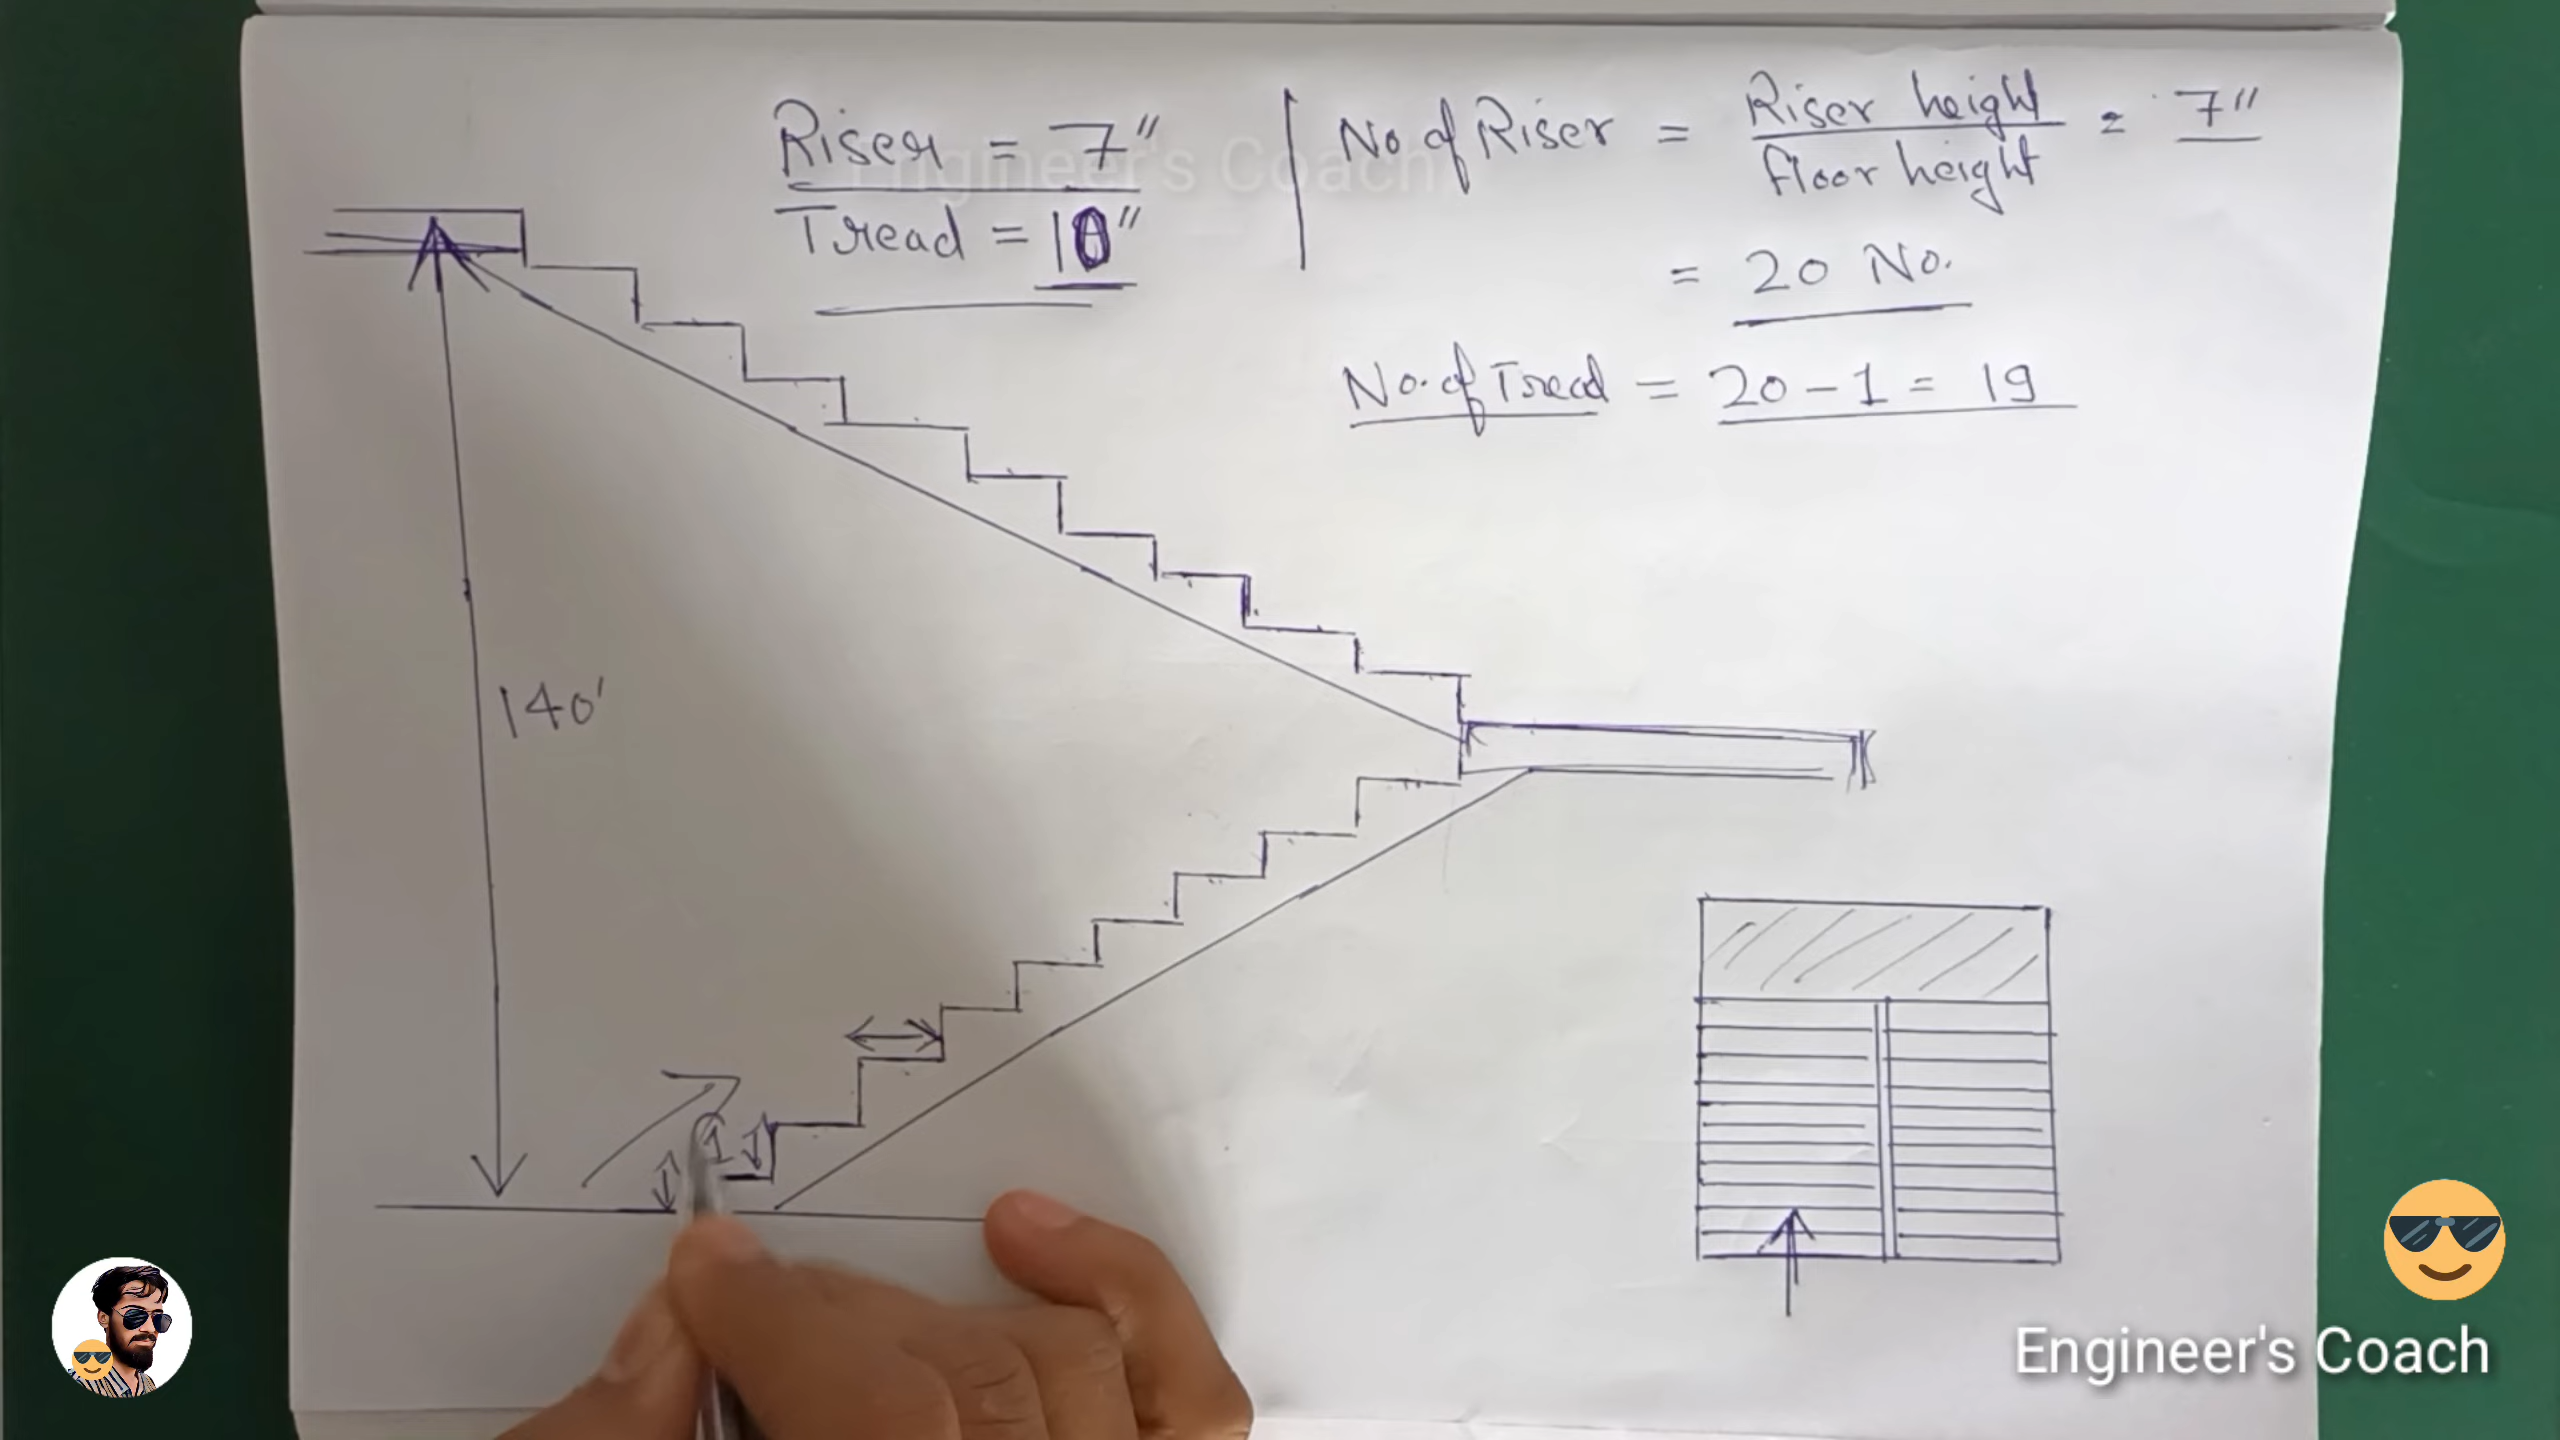 Riser = 7"
Tread = 10"
No of Riser = Riser height / floor height = 7"
= 20 No.
No. of Tread = 20 - 1 = 19
Engineer's Coach
140'
1
Engineer's Coach